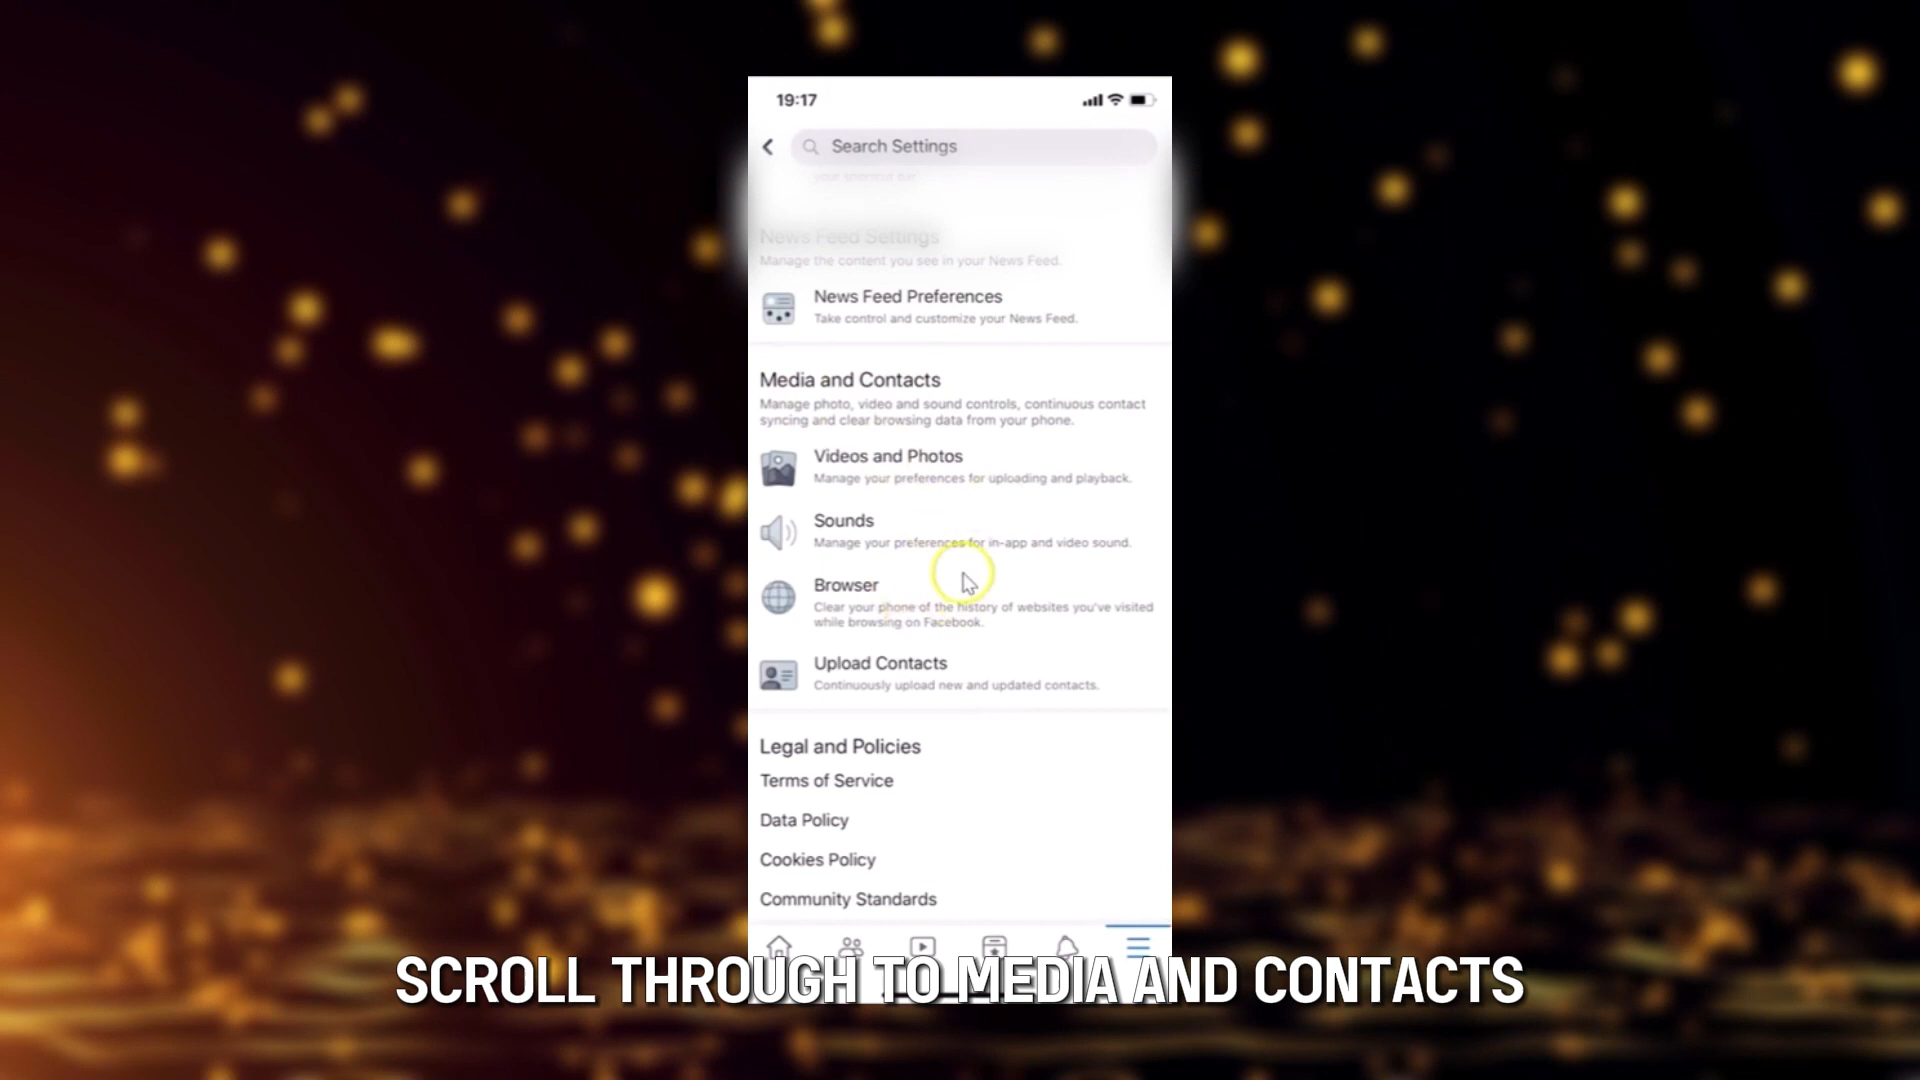 19:17
Search Settings
News Feed Settings
Manage the content you see in your News Feed.
News Feed Preferences
Take control and customize your News Feed.
Media and Contacts
Manage photo, video and sound controls, continuous contact
syncing and clear browsing data from your phone.
Videos and Photos
Manage your preferences for uploading and playback.
Sounds
Manage your preferences for in-app and video sound.
Browser
Clear your phone of the history of websites you've visited
while browsing on Facebook.
Upload Contacts
Continuously upload new and updated contacts.
Legal and Policies
Terms of Service
Data Policy
Cookies Policy
Community Standards
SCROLL THROUGH TO MEDIA AND CONTACTS